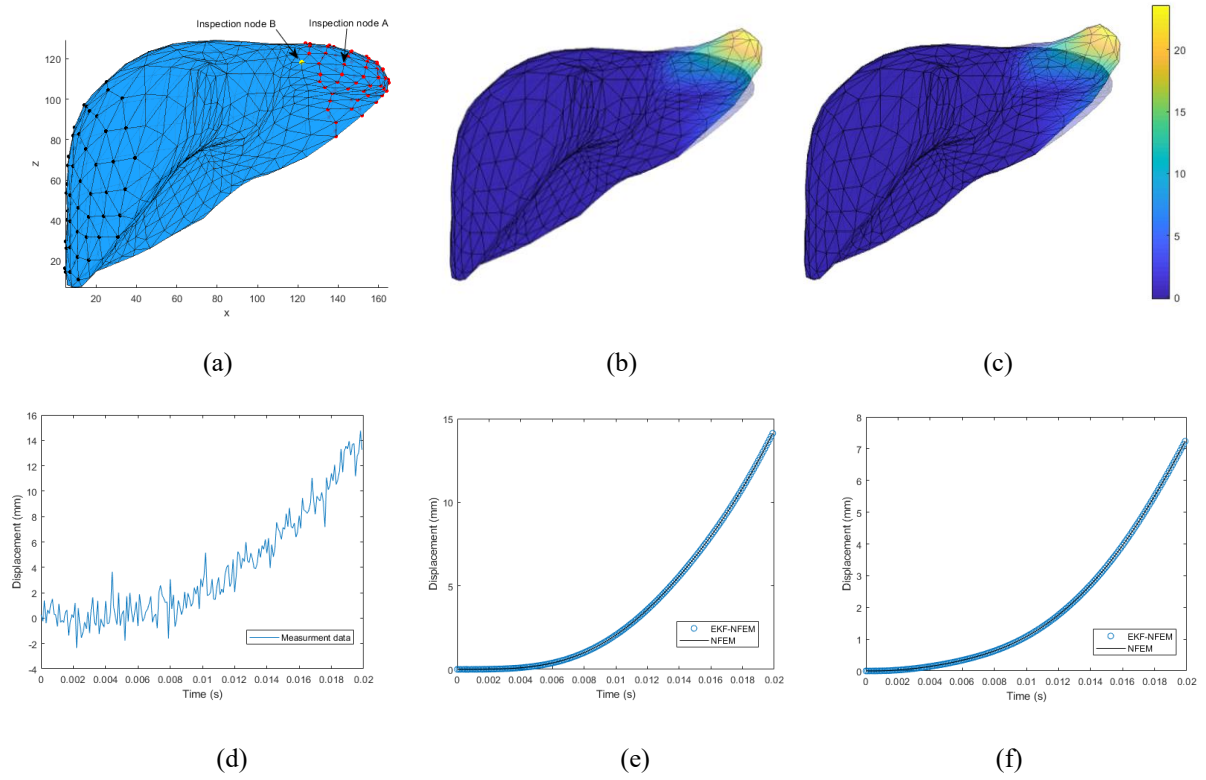 Inspection node B Inspection node A
120
100
80
60
40
20
z
20 40 60 80 100 120 140 160
x
20
15
10
5
0
(a) (b) (c)
16
14
12
10
8
6
4
2
0
-2
-4
Displacement (mm)
Measurment data
0 0.002 0.004 0.006 0.008 0.01 0.012 0.014 0.016 0.018 0.02
Time (s)
15
10
5
0
Displacement (mm)
EKF-NFEM
NFEM
0 0.002 0.004 0.006 0.008 0.01 0.012 0.014 0.016 0.018 0.02
Time (s)
8
7
6
5
4
3
2
1
0
Displacement (mm)
EKF-NFEM
NFEM
0 0.002 0.004 0.006 0.008 0.01 0.012 0.014 0.016 0.018 0.02
Time (s)
(d) (e) (f)